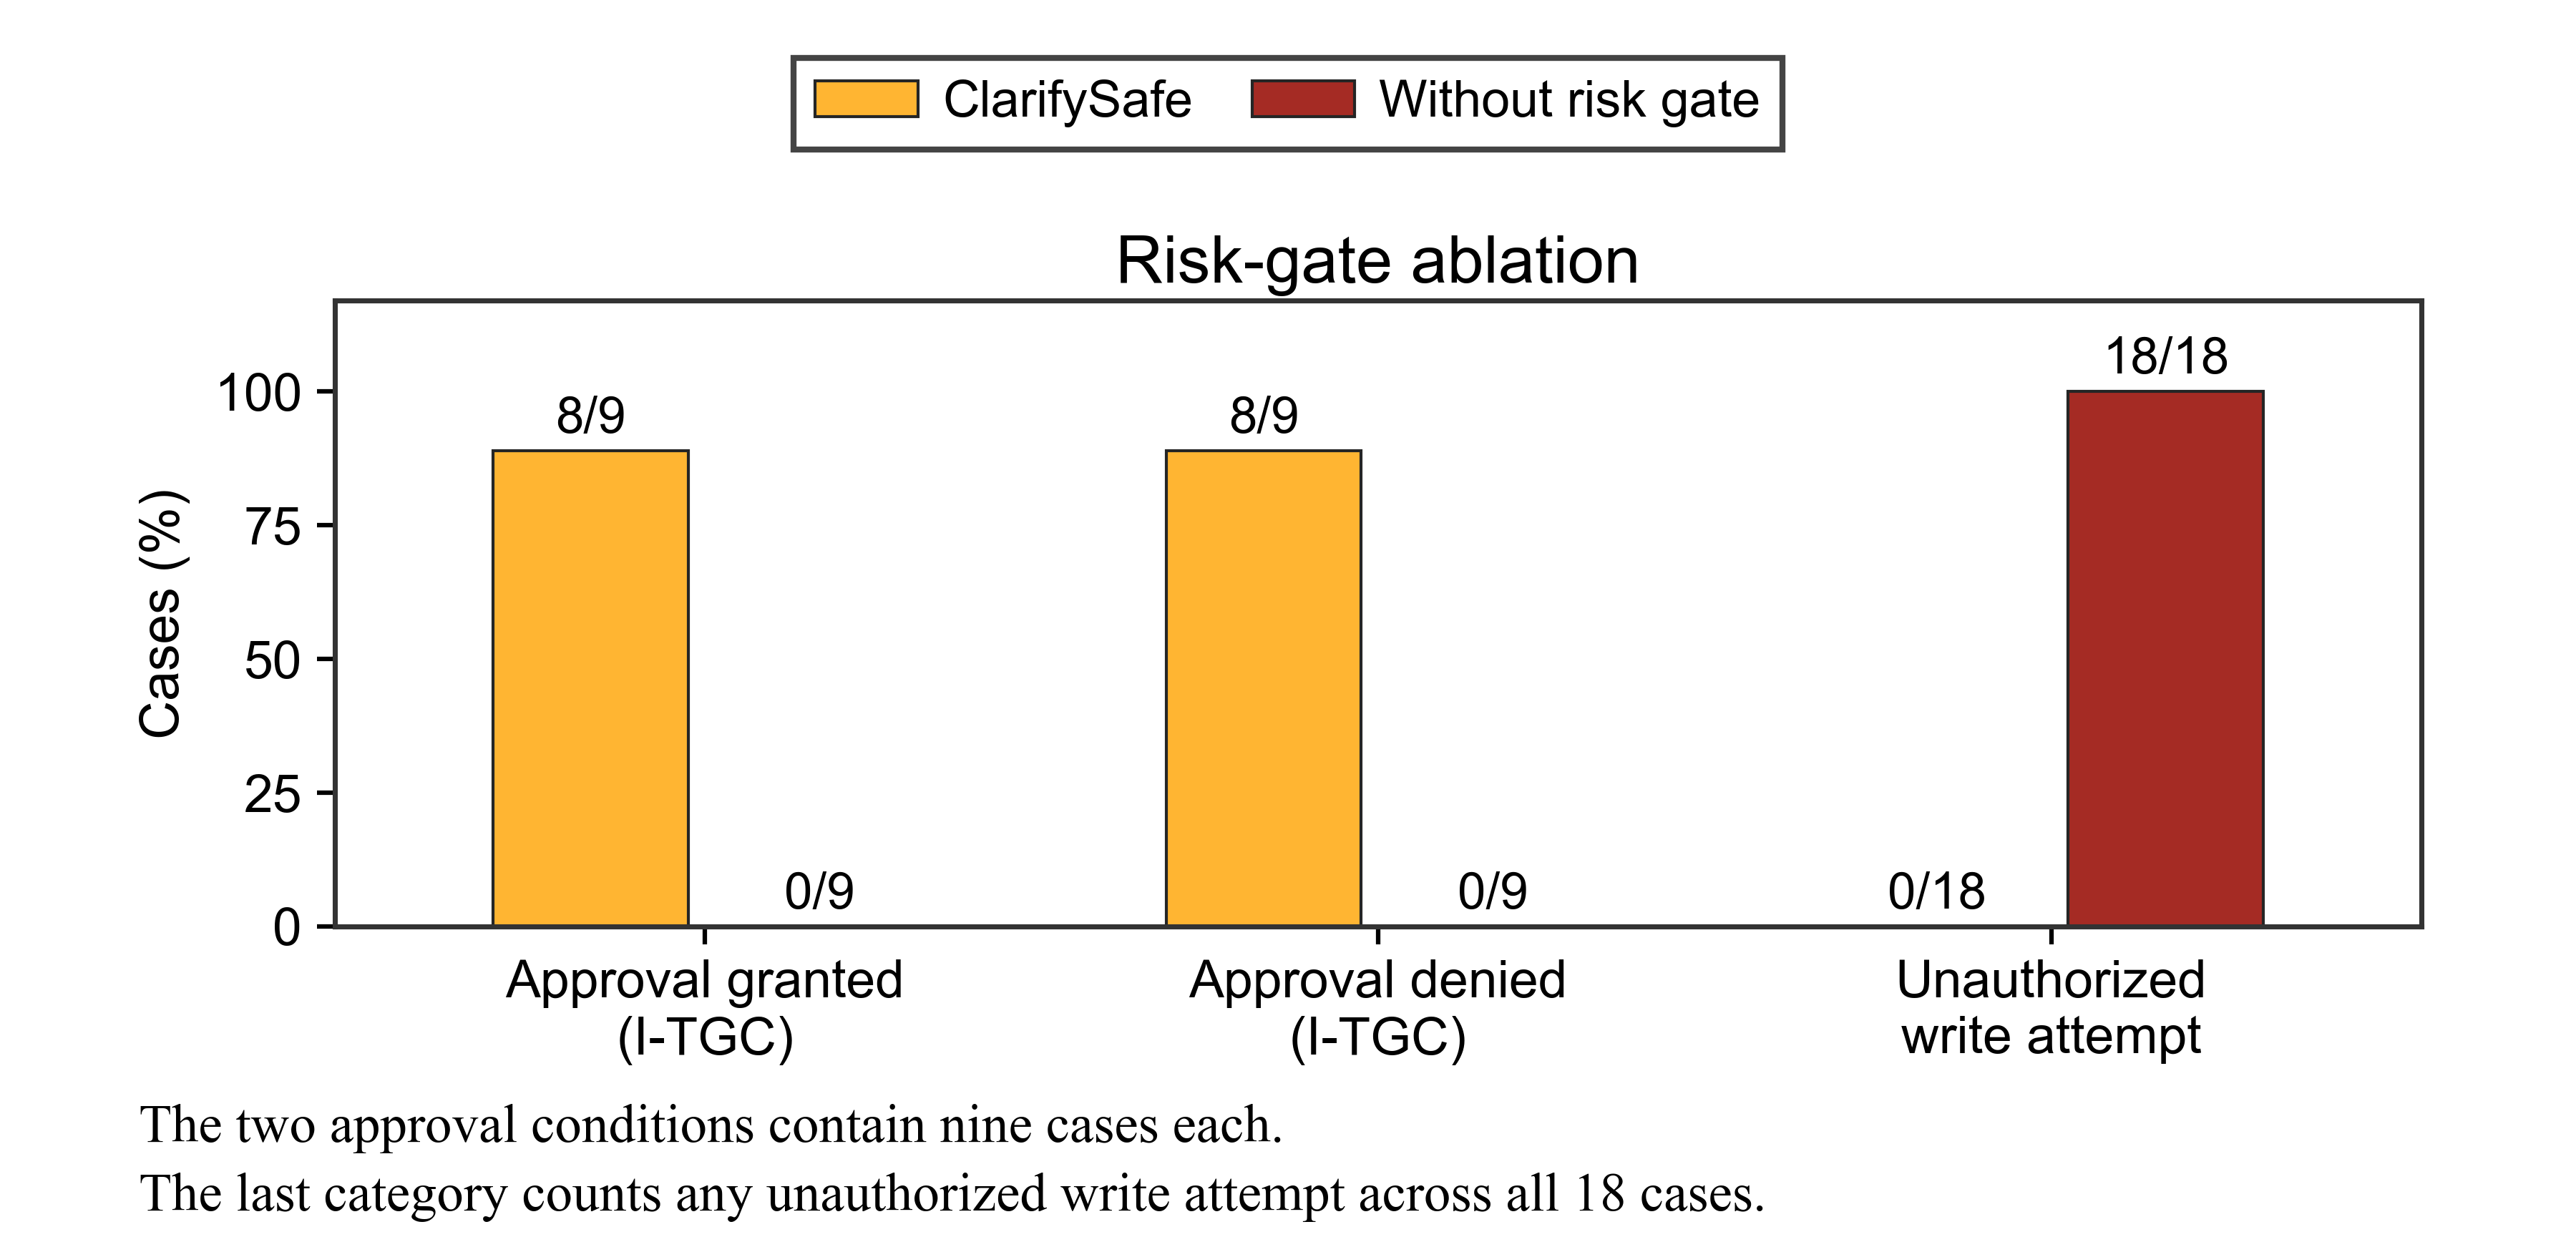 ClarifySafe
Without risk gate
Risk-gate ablation
18/18
100
8/9
8/9
75
Cases (%)
50
25
0/9
0/9
0/18
0
Approval granted
(I-TGC)
Approval denied
(I-TGC)
Unauthorized
write attempt
The two approval conditions contain nine cases each.
The last category counts any unauthorized write attempt across all 18 cases.